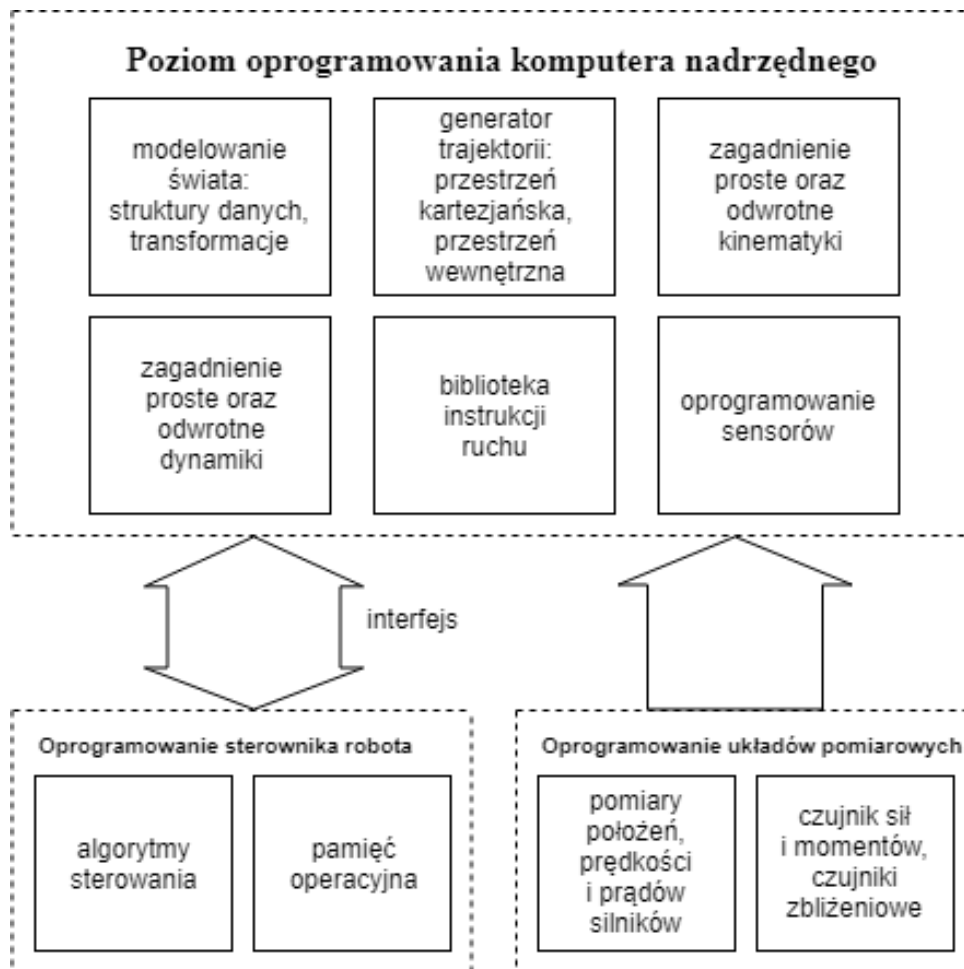 Poziom oprogramowania komputera nadrzędnego
modelowanie
świata:
struktury danych,
transformacje
generator
trajektorii:
przestrzeń
kartezjańska,
przestrzeń
wewnętrzna
zagadnienie
proste oraz
odwrotne
kinematyki
zagadnienie
proste oraz
odwrotne
dynamiki
biblioteka
instrukcji
ruchu
oprogramowanie
sensorów
interfejs
Oprogramowanie sterownika robota
algorytmy
sterowania
pamięć
operacyjna
Oprogramowanie układów pomiarowych
pomiary
położeń,
prędkości
i prądów
silników
czujnik sił
i momentów,
czujniki
zbliżeniowe